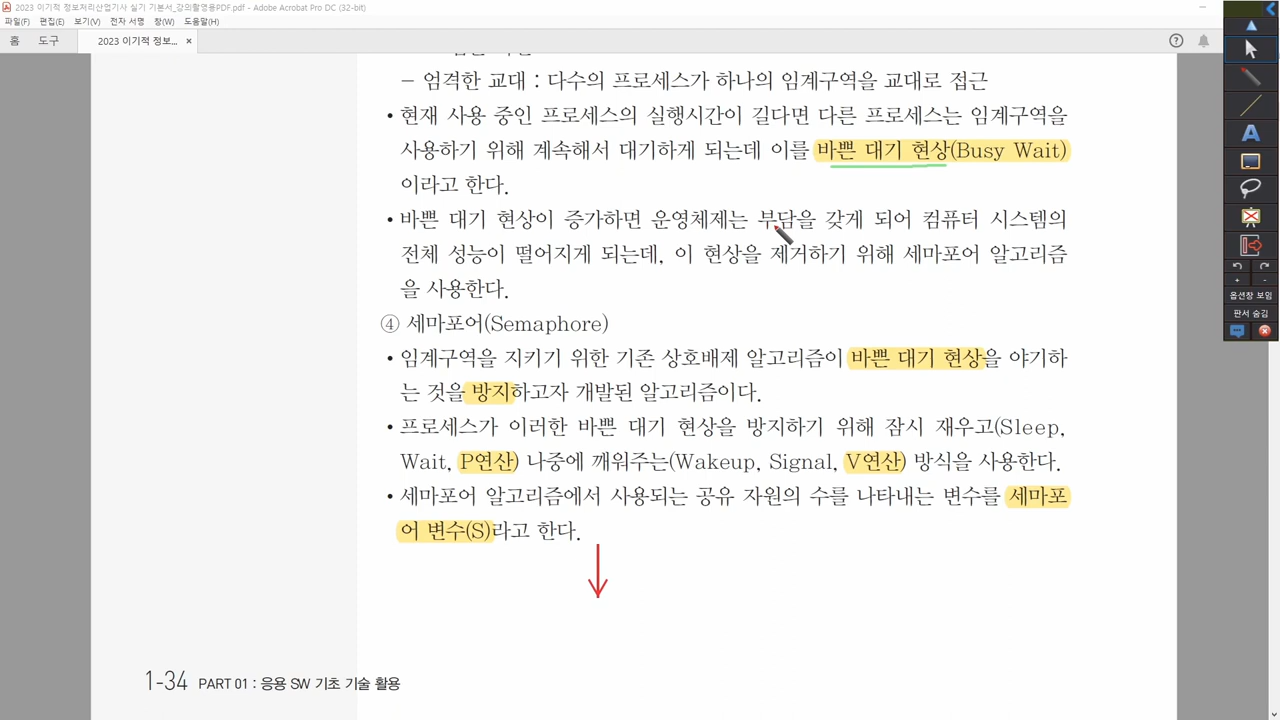 2023 이기적 정보처리산업기사 실기 기본서_강의촬영용PDF.pdf - Adobe Acrobat Pro DC (32-bit)
파일(F) 편집(E) 보기(V) 전자 서명 창(W) 도움말(H)
홈 도구 2023 이기적 정보... ×
– 엄격한 교대 : 다수의 프로세스가 하나의 임계구역을 교대로 접근
• 현재 사용 중인 프로세스의 실행시간이 길다면 다른 프로세스는 임계구역을
사용하기 위해 계속해서 대기하게 되는데 이를 바쁜 대기 현상(Busy Wait)
이라고 한다.
• 바쁜 대기 현상이 증가하면 운영체제는 부담을 갖게 되어 컴퓨터 시스템의
전체 성능이 떨어지게 되는데, 이 현상을 제거하기 위해 세마포어 알고리즘
을 사용한다.
④ 세마포어(Semaphore)
• 임계구역을 지키기 위한 기존 상호배제 알고리즘이 바쁜 대기 현상을 야기하
는 것을 방지하고자 개발된 알고리즘이다.
• 프로세스가 이러한 바쁜 대기 현상을 방지하기 위해 잠시 재우고(Sleep,
Wait, P연산) 나중에 깨워주는(Wakeup, Signal, V연산) 방식을 사용한다.
• 세마포어 알고리즘에서 사용되는 공유 자원의 수를 나타내는 변수를 세마포
어 변수(S)라고 한다.
1-34 PART 01 : 응용 SW 기초 기술 활용
A
옵션창 보임
판서 숨김